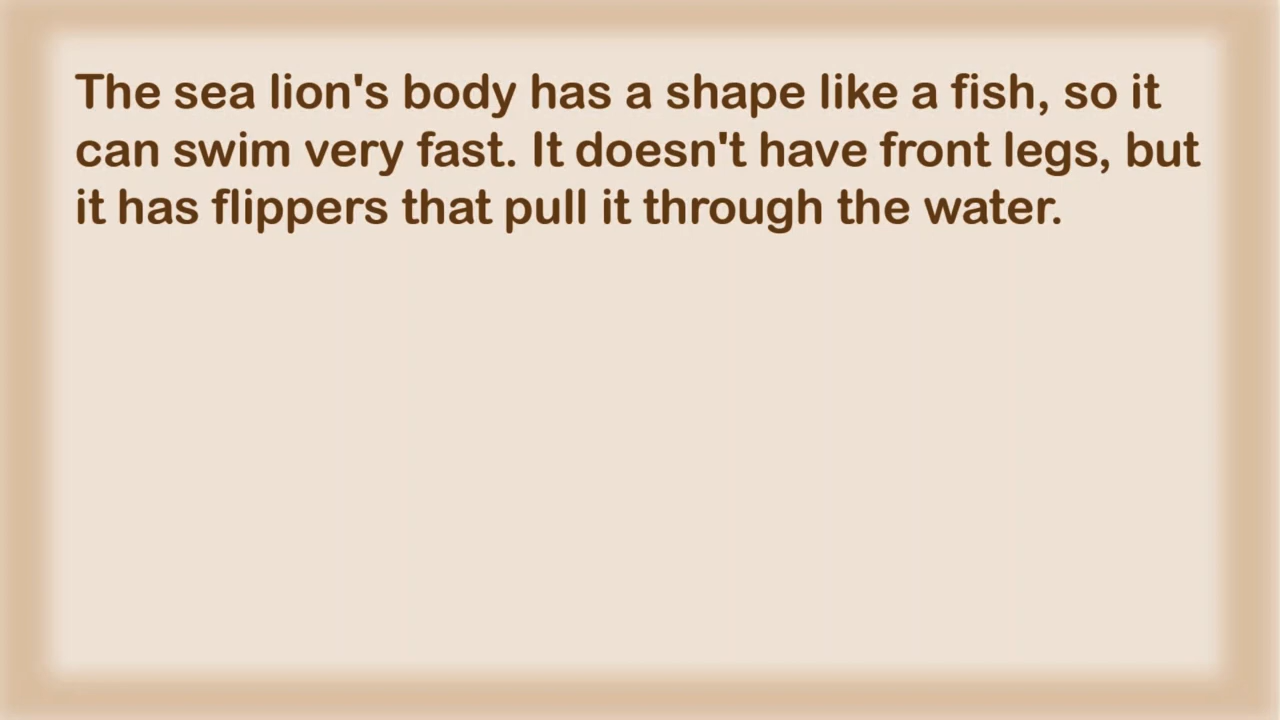 The sea lion's body has a shape like a fish, so it
can swim very fast. It doesn't have front legs, but
it has flippers that pull it through the water.